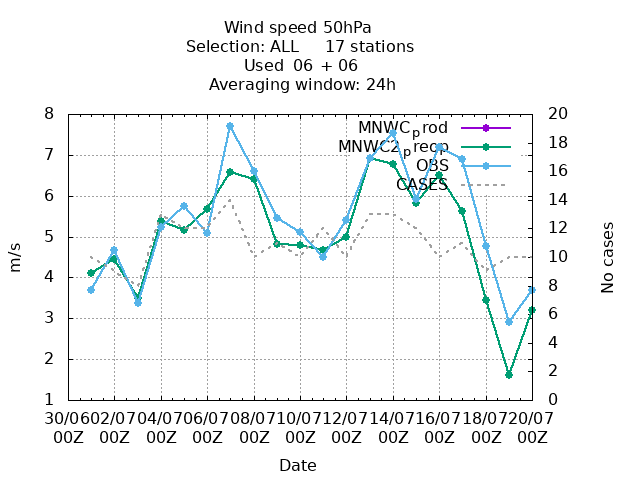 Wind speed 50hPa
Selection: ALL 17 stations
Used 06 + 06
Averaging window: 24h
MNWCprod
MNWC2preop
OBS
CASES
8
7
6
5
4
3
2
1
m/s
20
18
16
14
12
10
8
6
4
2
0
No cases
30/06 02/07 04/07 06/07 08/07 10/07 12/07 14/07 16/07 18/07 20/07
00Z 00Z 00Z 00Z 00Z 00Z 00Z 00Z 00Z 00Z 00Z
Date